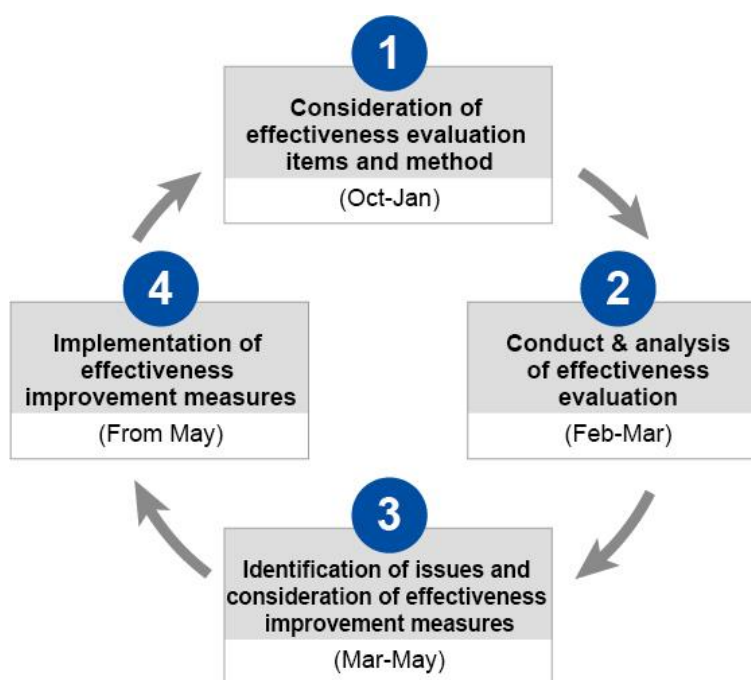 1
Consideration of
effectiveness evaluation
items and method
(Oct-Jan)
2
Conduct & analysis
of effectiveness
evaluation
(Feb-Mar)
3
Identification of issues and
consideration of effectiveness
improvement measures
(Mar-May)
4
Implementation of
effectiveness
improvement measures
(From May)